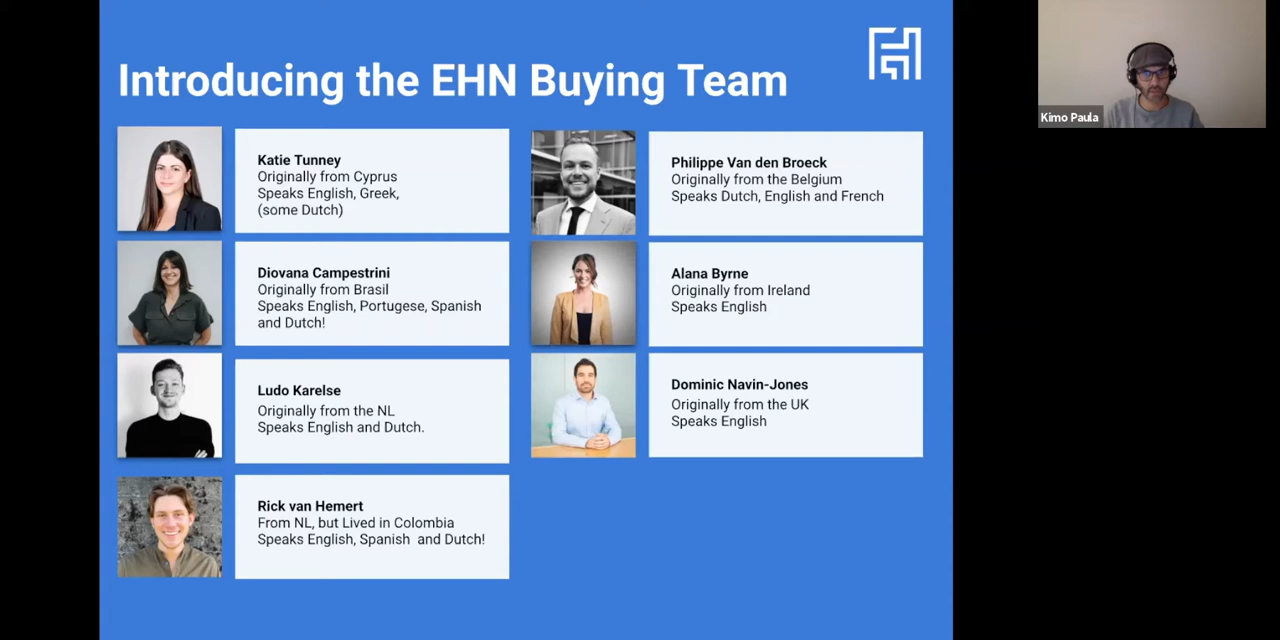 Introducing the EHN Buying Team
Katie Tunney
Originally from Cyprus
Speaks English, Greek,
(some Dutch)
Diovana Campestrini
Originally from Brasil
Speaks English, Portugese, Spanish
and Dutch!
Ludo Karelse
Originally from the NL
Speaks English and Dutch.
Rick van Hemert
From NL, but Lived in Colombia
Speaks English, Spanish  and Dutch!
Philippe Van den Broeck
Originally from the Belgium
Speaks Dutch, English and French
Alana Byrne
Originally from Ireland
Speaks English
Dominic Navin-Jones
Originally from the UK
Speaks English
Kimo Paula